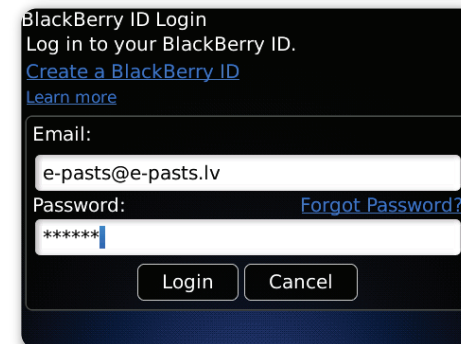 BlackBerry ID Login
Log in to your BlackBerry ID.
Create a BlackBerry ID
Learn more
Email:
e-pasts@e-pasts.lv
Password: Forgot Password?
******
Login Cancel